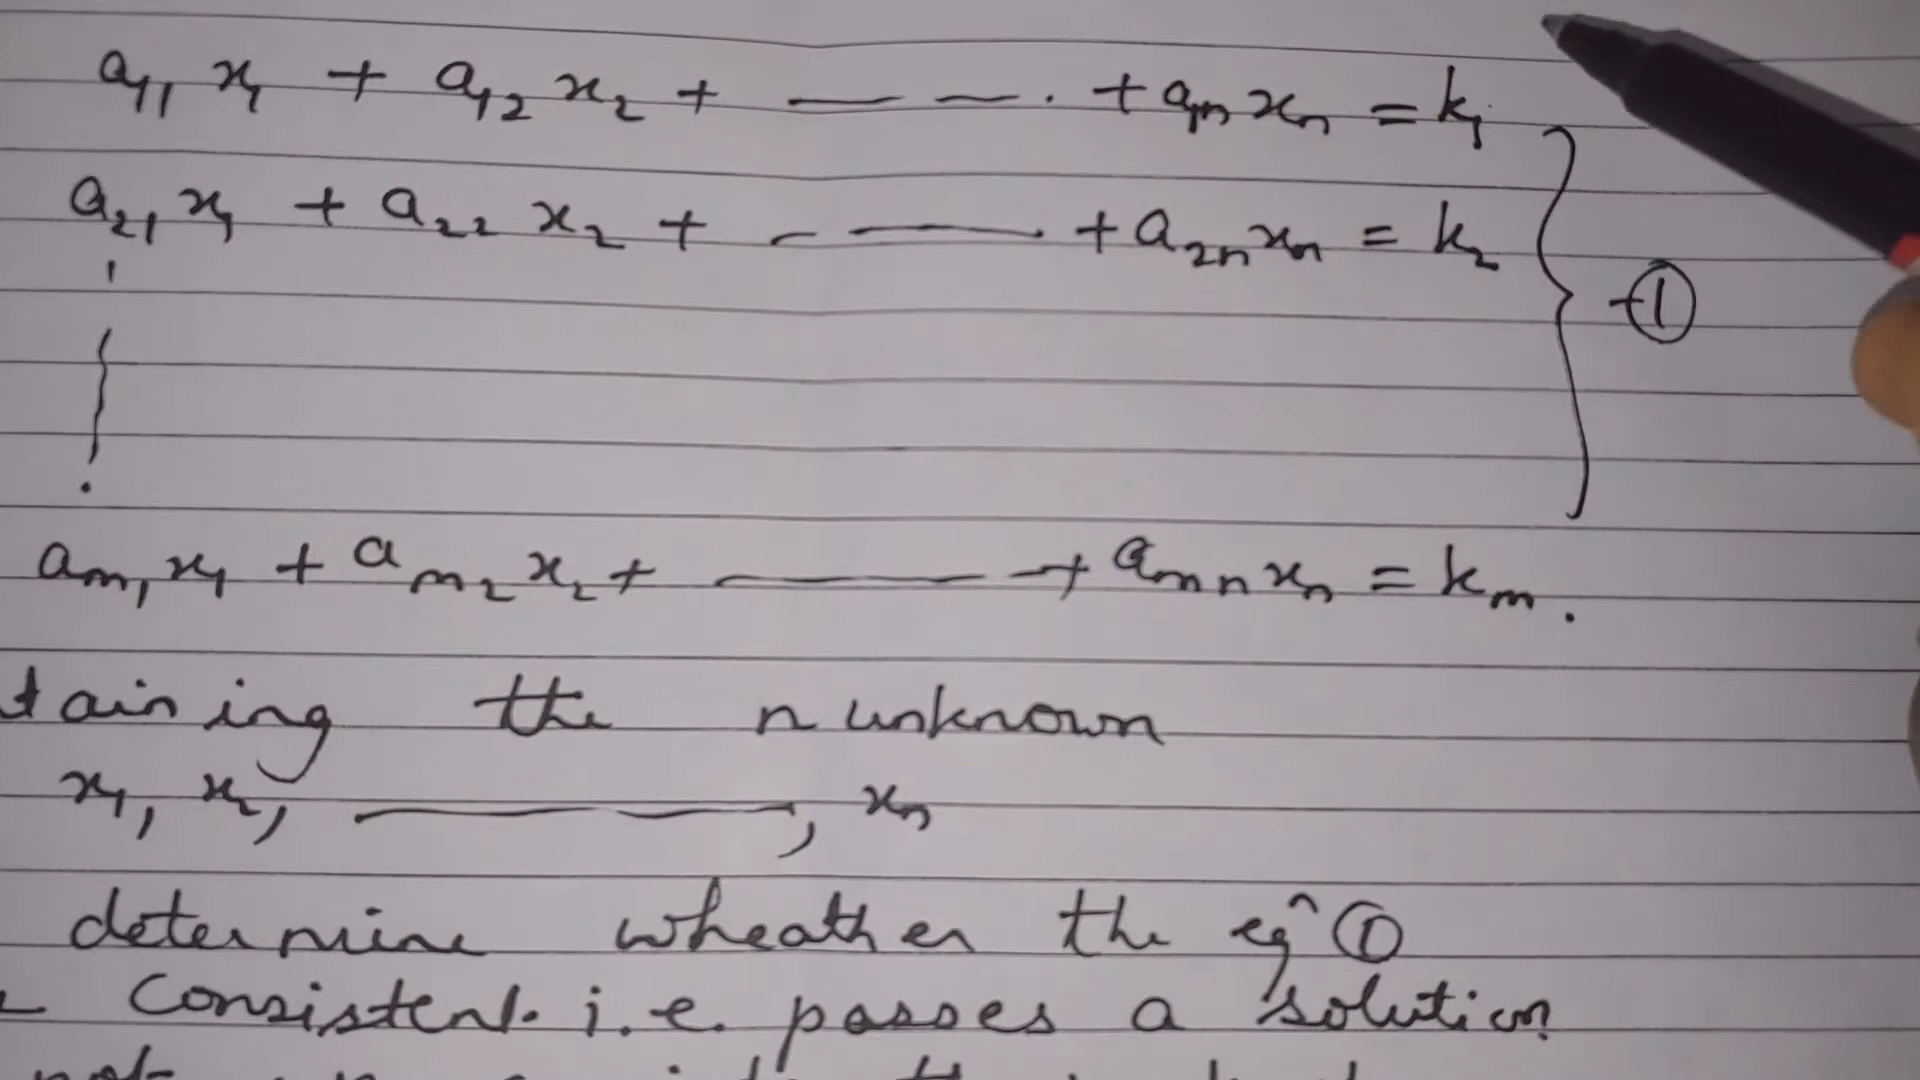 a₁₁ x₁ + a₁₂ x₂ + — — . + a₁ₙ xₙ = k₁
a₂₁ x₁ + a₂₂ x₂ + - — . + a₂ₙ xₙ = k₂ } -①
aₘ₁ x₁ + aₘ₂ x₂ + — + aₘₙ xₙ = kₘ.
taining the n unknown
x₁, x₂, —, xₙ
determine wheather the eqⁿ ①
consistent. i.e. posses a solution
not